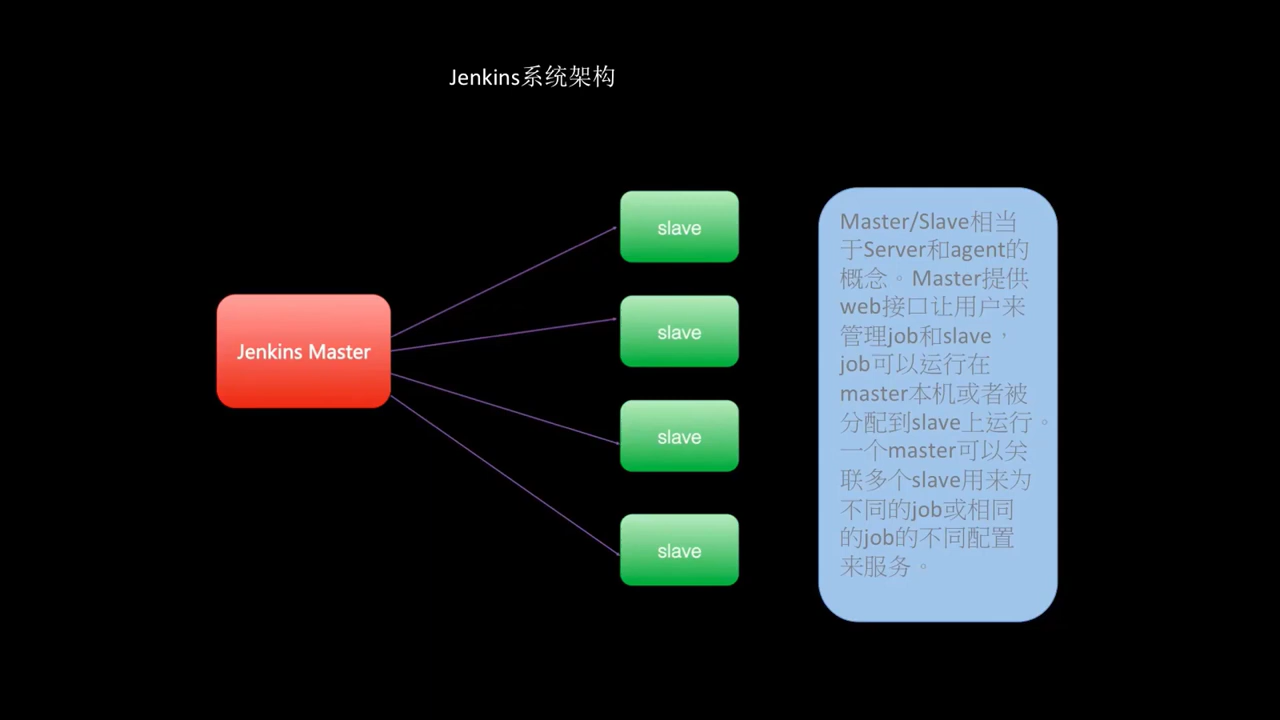 Jenkins系统架构
Jenkins Master
slave
slave
slave
slave
Master/Slave相当
于Server和agent的
概念。Master提供
web接口让用户来
管理job和slave，
job可以运行在
master本机或者被
分配到slave上运行。
一个master可以关
联多个slave用来为
不同的job或相同
的job的不同配置
来服务。